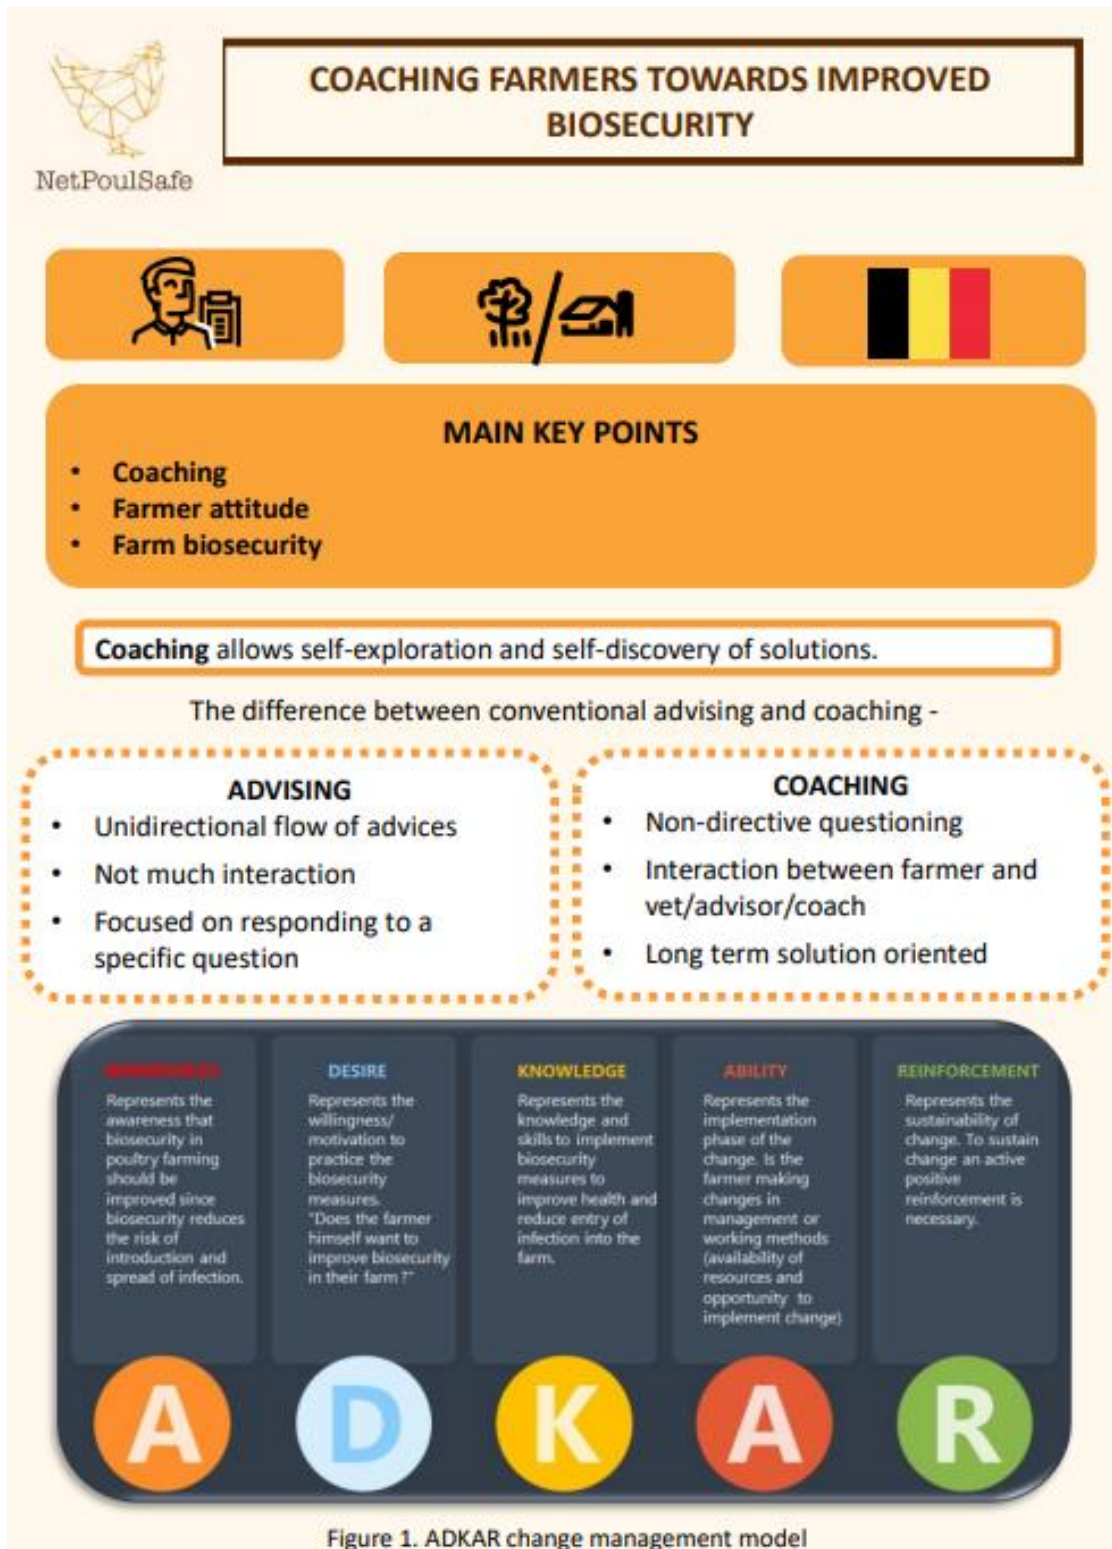 COACHING FARMERS TOWARDS IMPROVED
BIOSECURITY
NetPoulSafe
MAIN KEY POINTS
• Coaching
• Farmer attitude
• Farm biosecurity
Coaching allows self-exploration and self-discovery of solutions.
The difference between conventional advising and coaching -
ADVISING
• Unidirectional flow of advices
• Not much interaction
• Focused on responding to a
specific question
COACHING
• Non-directive questioning
• Interaction between farmer and
vet/advisor/coach
• Long term solution oriented
Represents the
awareness that
biosecurity in
poultry farming
should be
improved since
biosecurity reduces
the risk of
introduction and
spread of infection.
DESIRE
Represents the
willingness/
motivation to
practice the
biosecurity
measures.
"Does the farmer
himself want to
improve biosecurity
in their farm ?"
KNOWLEDGE
Represents the
knowledge and
skills to implement
biosecurity
measures to
improve health and
reduce entry of
infection into the
farm.
ABILITY
Represents the
implementation
phase of the
change. Is the
farmer making
changes in
management or
working methods
(availability of
resources and
opportunity to
implement change)
REINFORCEMENT
Represents the
sustainability of
change. To sustain
change an active
positive
reinforcement is
necessary.
A D K A R
Figure 1. ADKAR change management model